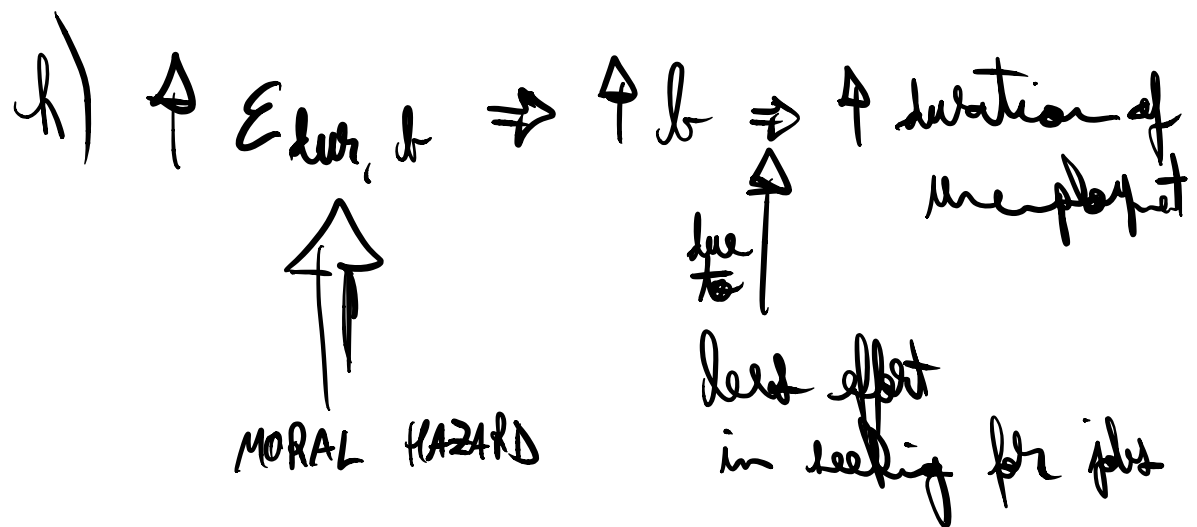 h) ↑ Ɛ dur, b ⇒ ↑ b ⇒ ↑ duration of
unemployment
due
to
less effort
in seeking for jobs
MORAL HAZARD